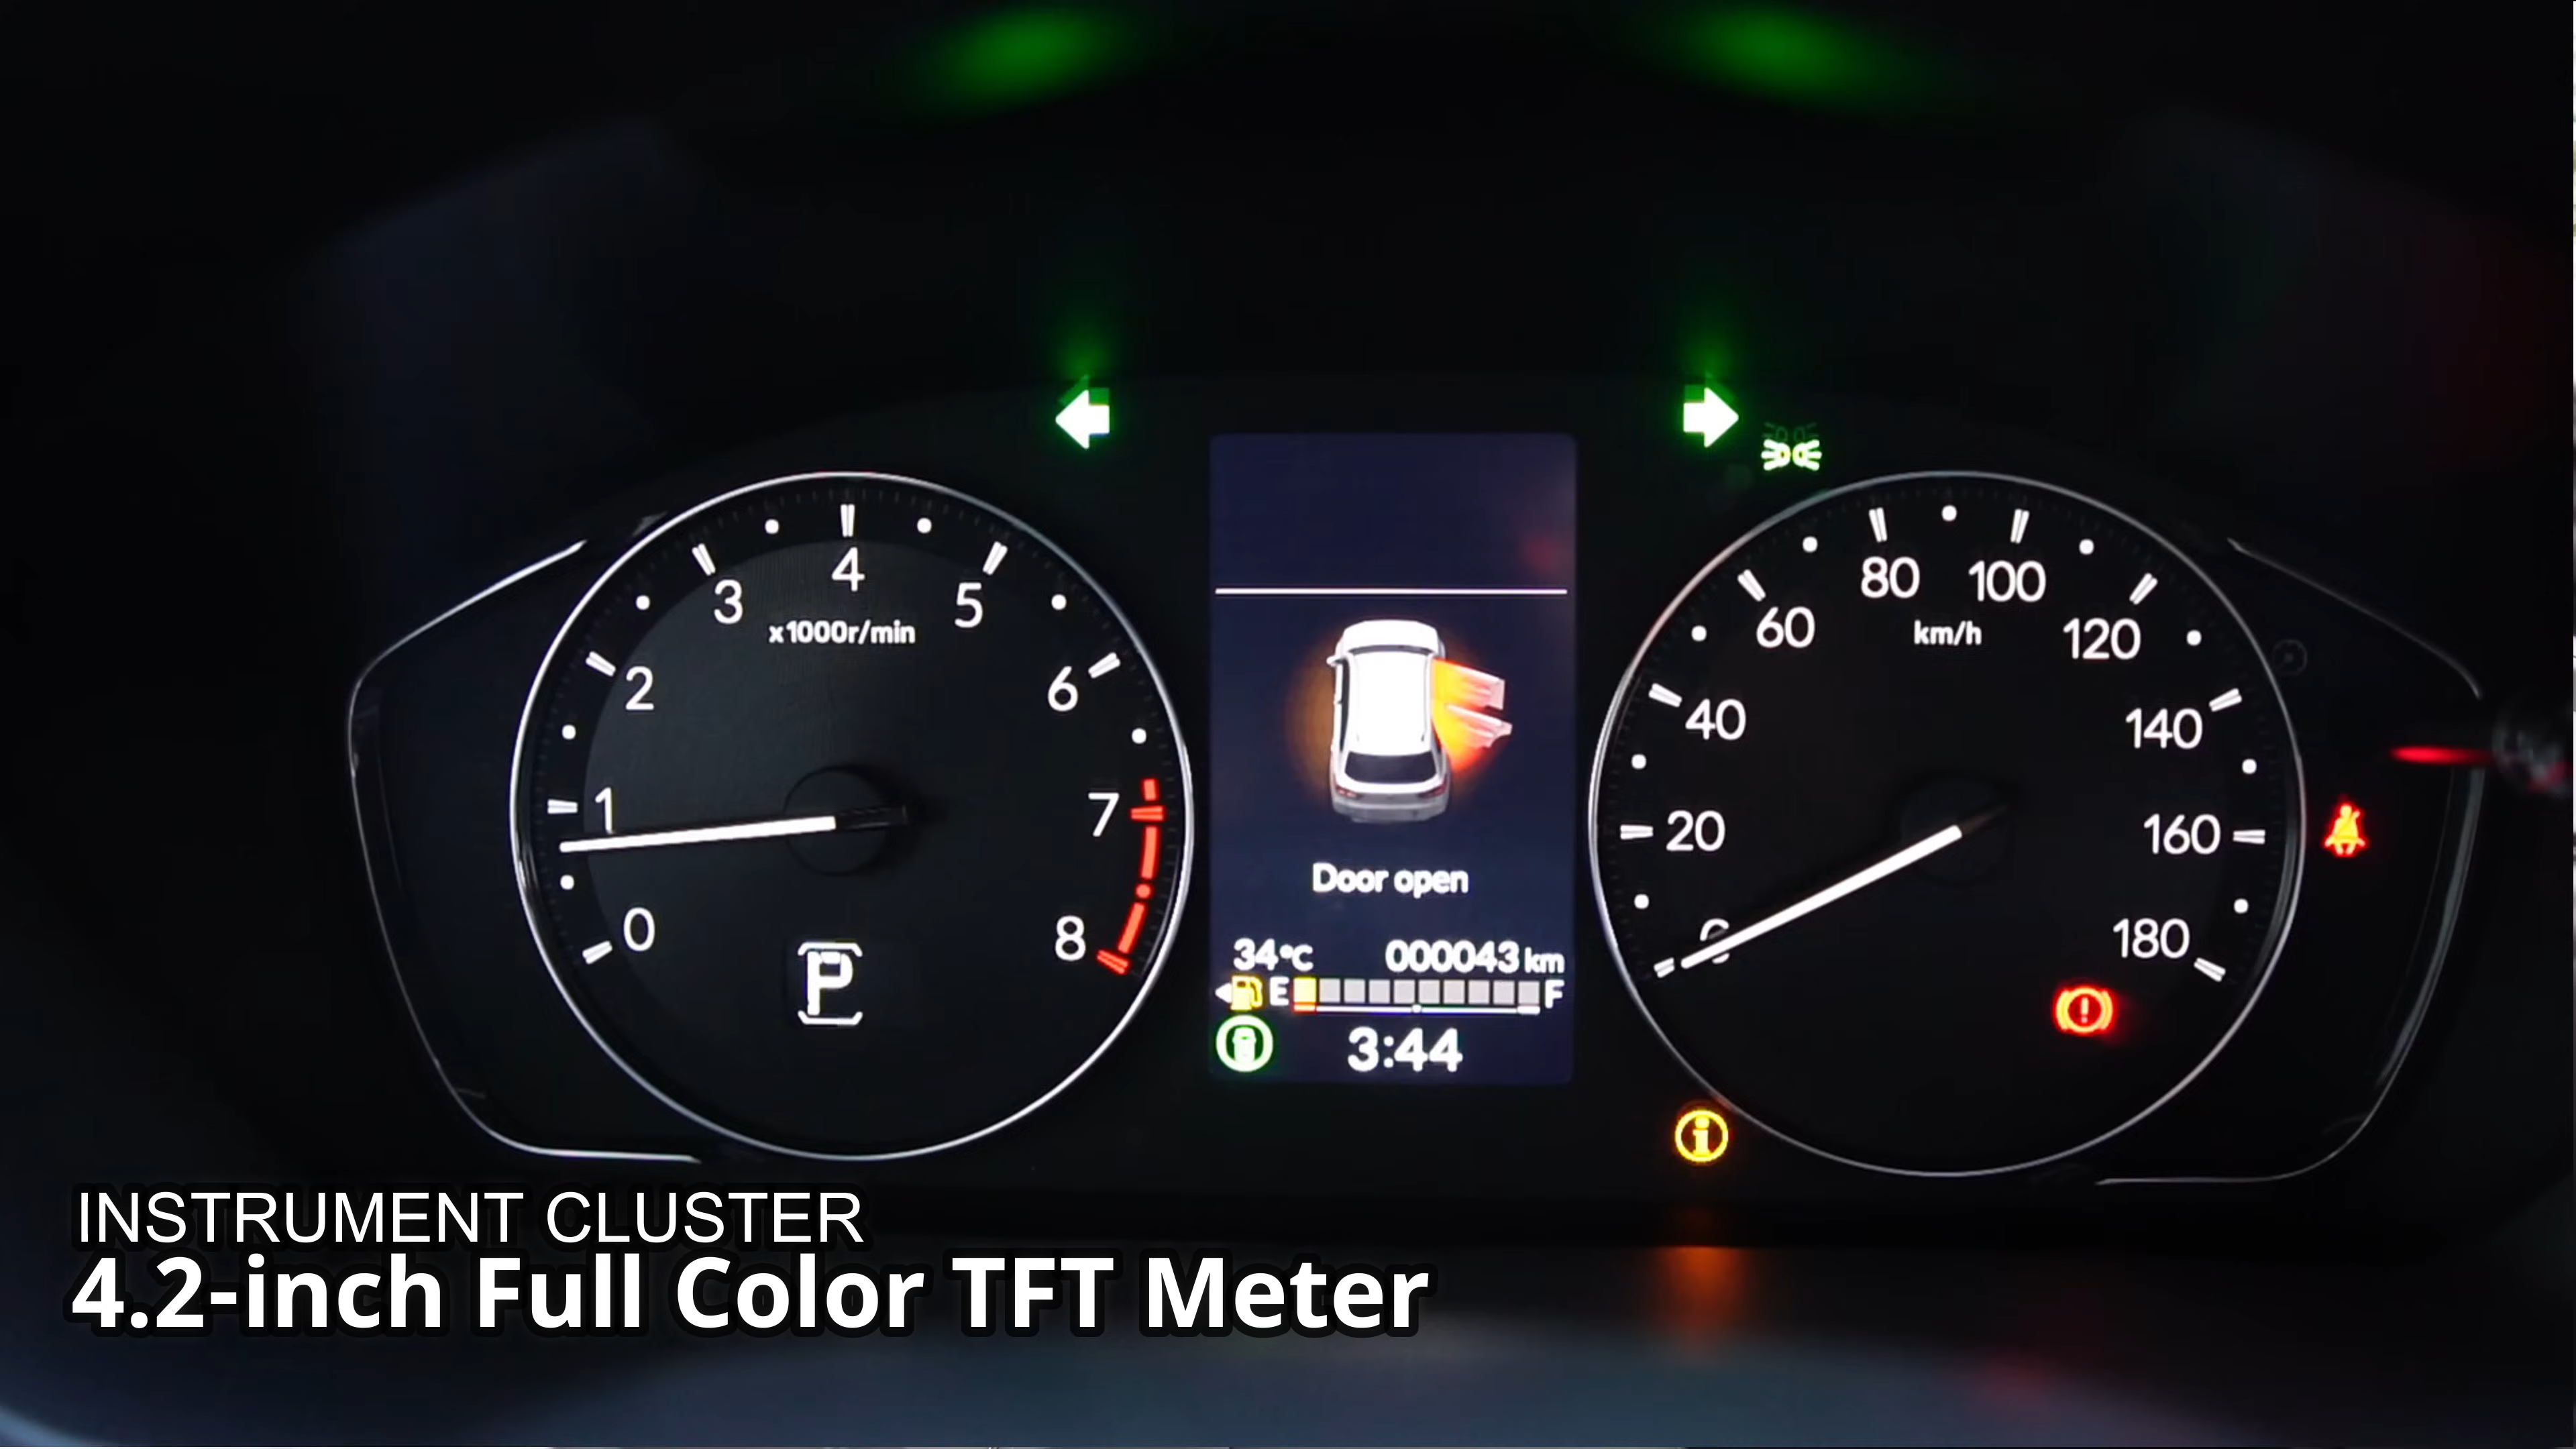 4
3
5
x1000r/min
2
6
1
7
0
8
P
Door open
34°C 000043 km
E F
3:44
80 100
60
km/h
120
40
140
20
160
0
180
INSTRUMENT CLUSTER
4.2-inch Full Color TFT Meter